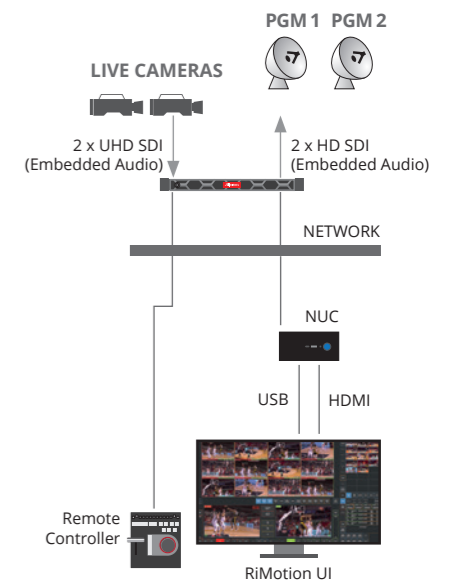 PGM 1 PGM 2
LIVE CAMERAS
2 x UHD SDI
(Embedded Audio)
2 x HD SDI
(Embedded Audio)
NETWORK
NUC
USB
HDMI
Remote
Controller
RiMotion UI